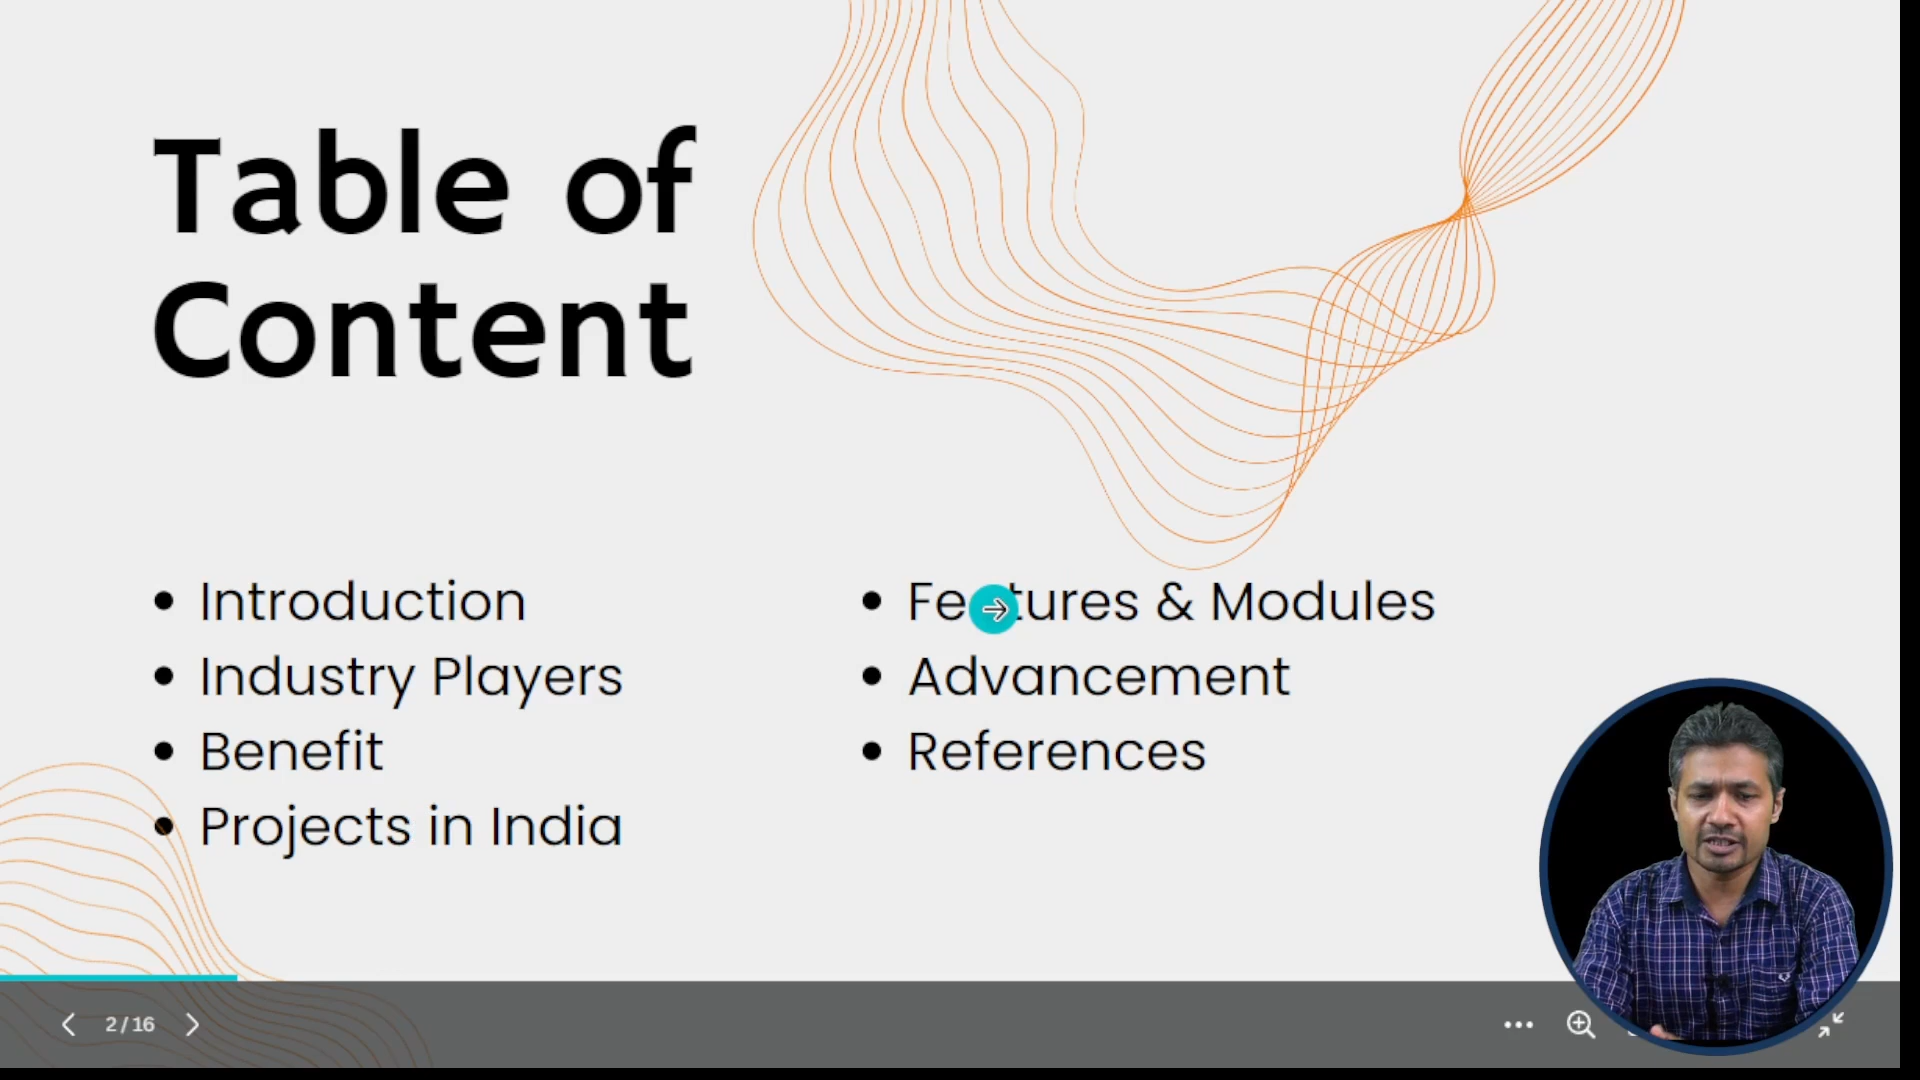 Table of
Content
• Introduction
• Industry Players
• Benefit
• Projects in India
• Features & Modules
• Advancement
• References
2 / 16